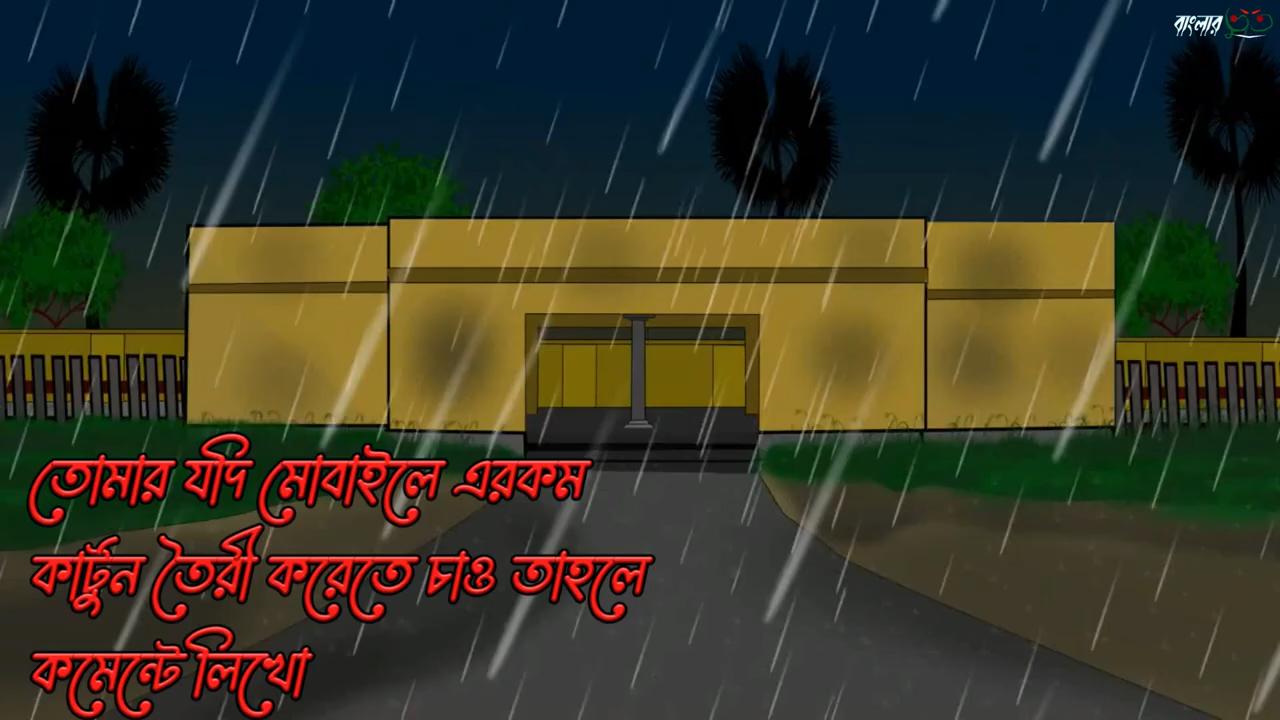 বাংলার ভূত
তোমার যদি মোবাইলে এরকম
কার্টুন তৈরী করেতে চাও তাহলে
কমেন্টে লিখো